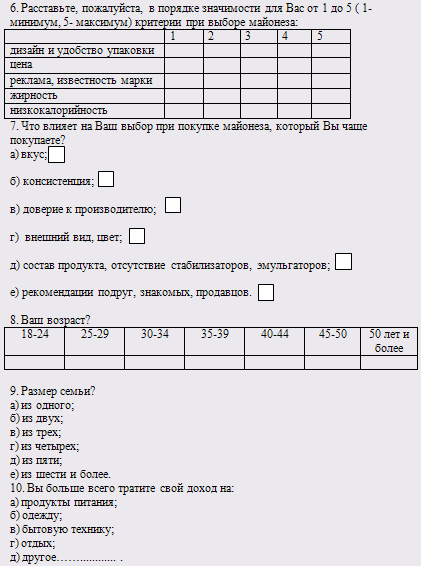 6. Расставьте, пожалуйста, в порядке значимости для Вас от 1 до 5 ( 1-
минимум, 5- максимум) критерии при выборе майонеза:
1 2 3 4 5
дизайн и удобство упаковки
цена
реклама, известность марки
жирность
низкокалорийность
7. Что влияет на Ваш выбор при покупке майонеза, который Вы чаще
покупаете?
а) вкус;
б) консистенция;
в) доверие к производителю;
г) внешний вид, цвет;
д) состав продукта, отсутствие стабилизаторов, эмульгаторов;
е) рекомендации подруг, знакомых, продавцов.
8. Ваш возраст?
18-24 25-29 30-34 35-39 40-44 45-50 50 лет и
более
9. Размер семьи?
а) из одного;
б) из двух;
в) из трех;
г) из четырех;
д) из пяти;
е) из шести и более.
10. Вы больше всего тратите свой доход на:
а) продукты питания;
б) одежду;
в) бытовую технику;
г) отдых;
д) другое……............ .